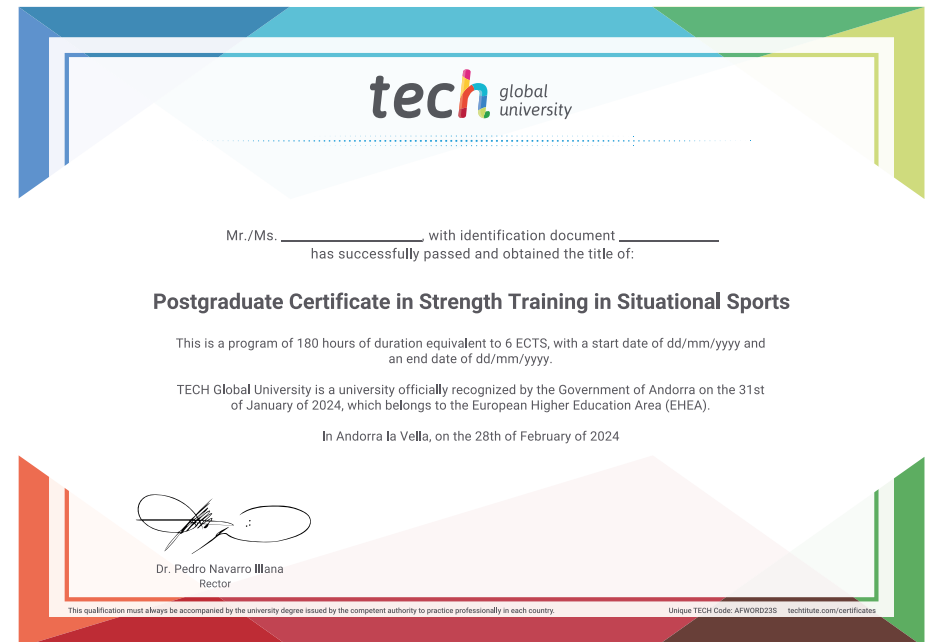 tech global university
Mr./Ms. ____________, with identification document ____________
has successfully passed and obtained the title of:
Postgraduate Certificate in Strength Training in Situational Sports
This is a program of 180 hours of duration equivalent to 6 ECTS, with a start date of dd/mm/yyyy and
an end date of dd/mm/yyyy.
TECH Global University is a university officially recognized by the Government of Andorra on the 31st
of January of 2024, which belongs to the European Higher Education Area (EHEA).
In Andorra la Vella, on the 28th of February of 2024
Dr. Pedro Navarro Illana
Rector
This qualification must always be accompanied by the university degree issued by the competent authority to practice professionally in each country.
Unique TECH Code: AFWORD23S techtitute.com/certificates